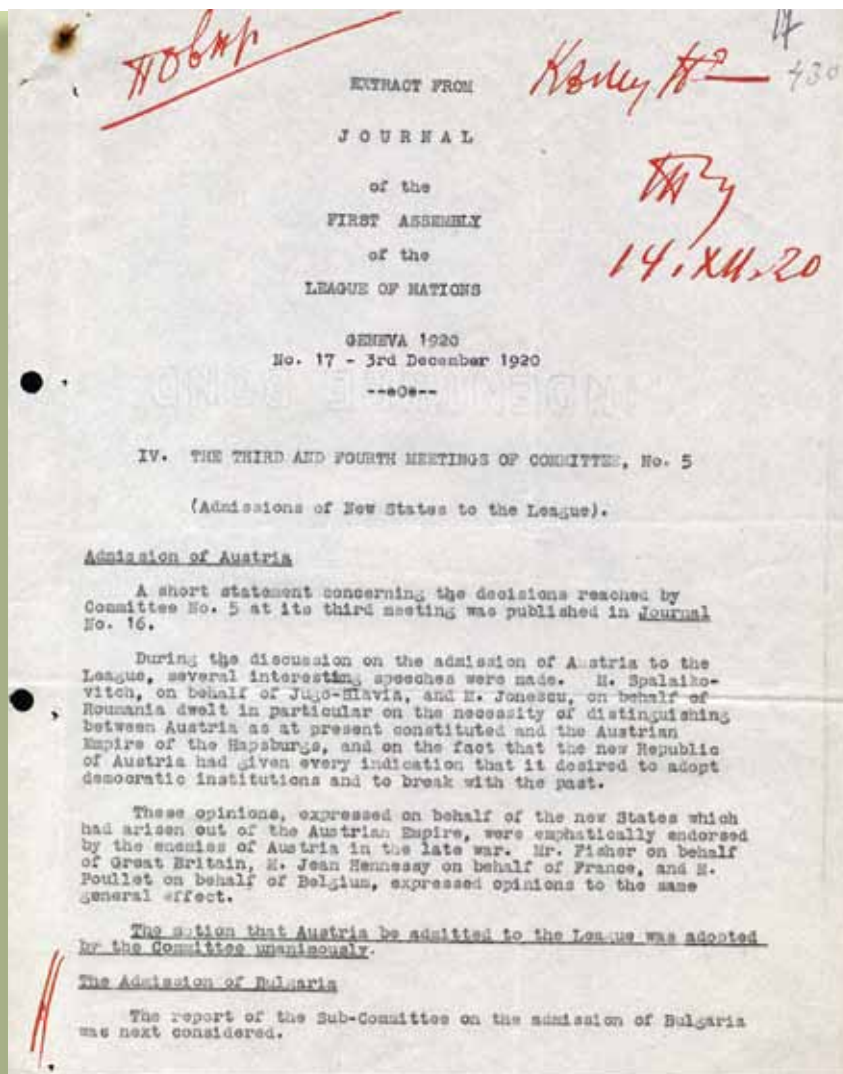 повер
17
430
EXTRACT FROM
JOURNAL
of the
FIRST ASSEMBLY
of the
LEAGUE OF NATIONS
14.XII.20
GENEVA 1920
No. 17 - 3rd December 1920
--eOe--
IV. THE THIRD AND FOURTH MEETINGS OF COMMITTEE, No. 5
(Admissions of New States to the League).
Admission of Austria
A short statement concerning the decisions reached by
Committee No. 5 at its third meeting was published in Journal
No. 16.
During the discussion on the admission of Austria to the
League, several interesting speeches were made. M. Spalaiko-
vitch, on behalf of Jugo-Slavia, and M. Jonescu, on behalf of
Roumania dwelt in particular on the necessity of distinguishing
between Austria as at present constituted and the Austrian
Empire of the Hapsburgs, and on the fact that the new Republic
of Austria had given every indication that it desired to adopt
democratic institutions and to break with the past.
These opinions, expressed on behalf of the new States which
had arisen out of the Austrian Empire, were emphatically endorsed
by the enemies of Austria in the late war. Mr. Fisher on behalf
of Great Britain, M. Jean Hennessy on behalf of France, and M.
Poullet on behalf of Belgium, expressed opinions to the same
general effect.
The motion that Austria be admitted to the League was adopted
by the Committee unanimously.
The Admission of Bulgaria
The report of the Sub-Committee on the admission of Bulgaria
was next considered.